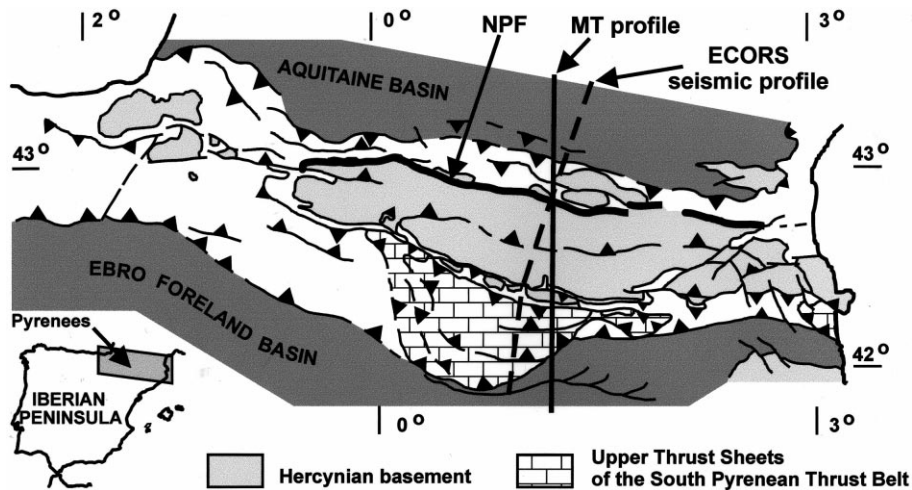 2°
0°
NPF
MT profile
3°
ECORS
seismic profile
AQUITAINE BASIN
43°
43°
EBRO FORELAND BASIN
Pyrenees
42°
IBERIAN
PENINSULA
0°
3°
Hercynian basement
Upper Thrust Sheets
of the South Pyrenean Thrust Belt